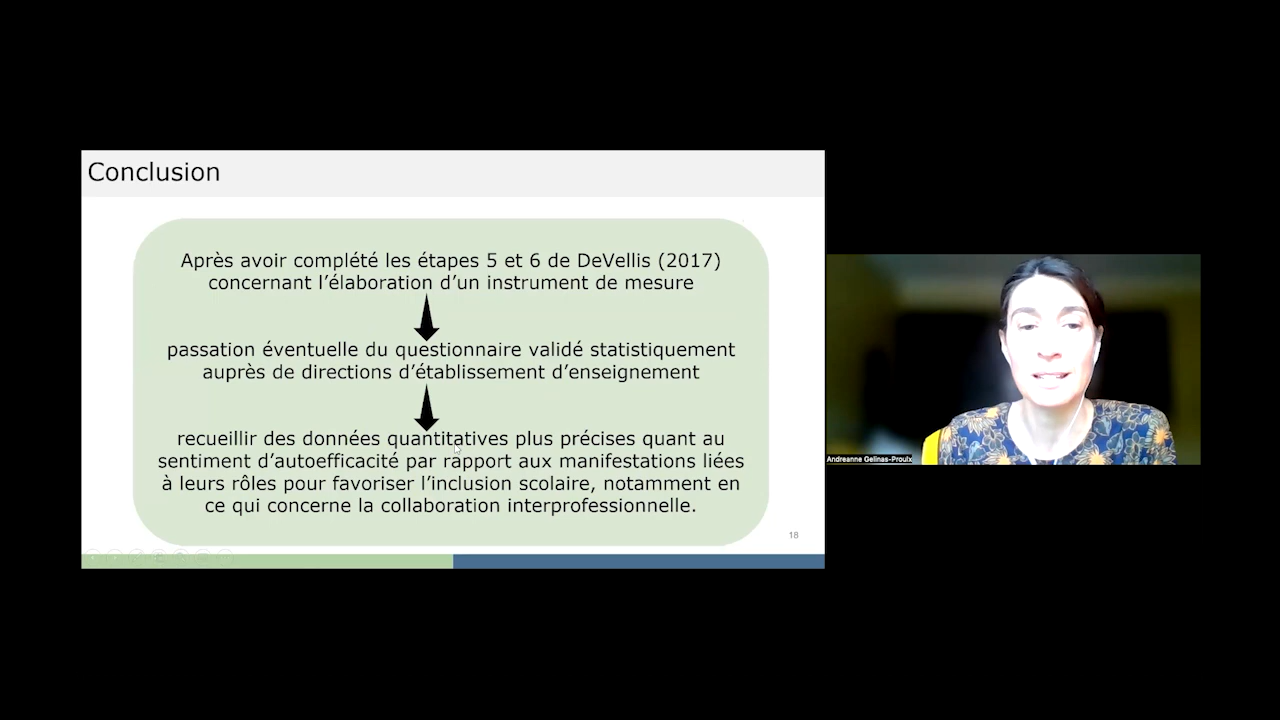 Conclusion
Après avoir complété les étapes 5 et 6 de DeVellis (2017)
concernant l’élaboration d’un instrument de mesure
passation éventuelle du questionnaire validé statistiquement
auprès de directions d’établissement d’enseignement
recueillir des données quantitatives plus précises quant au
sentiment d’autoefficacité par rapport aux manifestations liées
à leurs rôles pour favoriser l’inclusion scolaire, notamment en
ce qui concerne la collaboration interprofessionnelle.
18
Andreanne Gelinas-Proulx